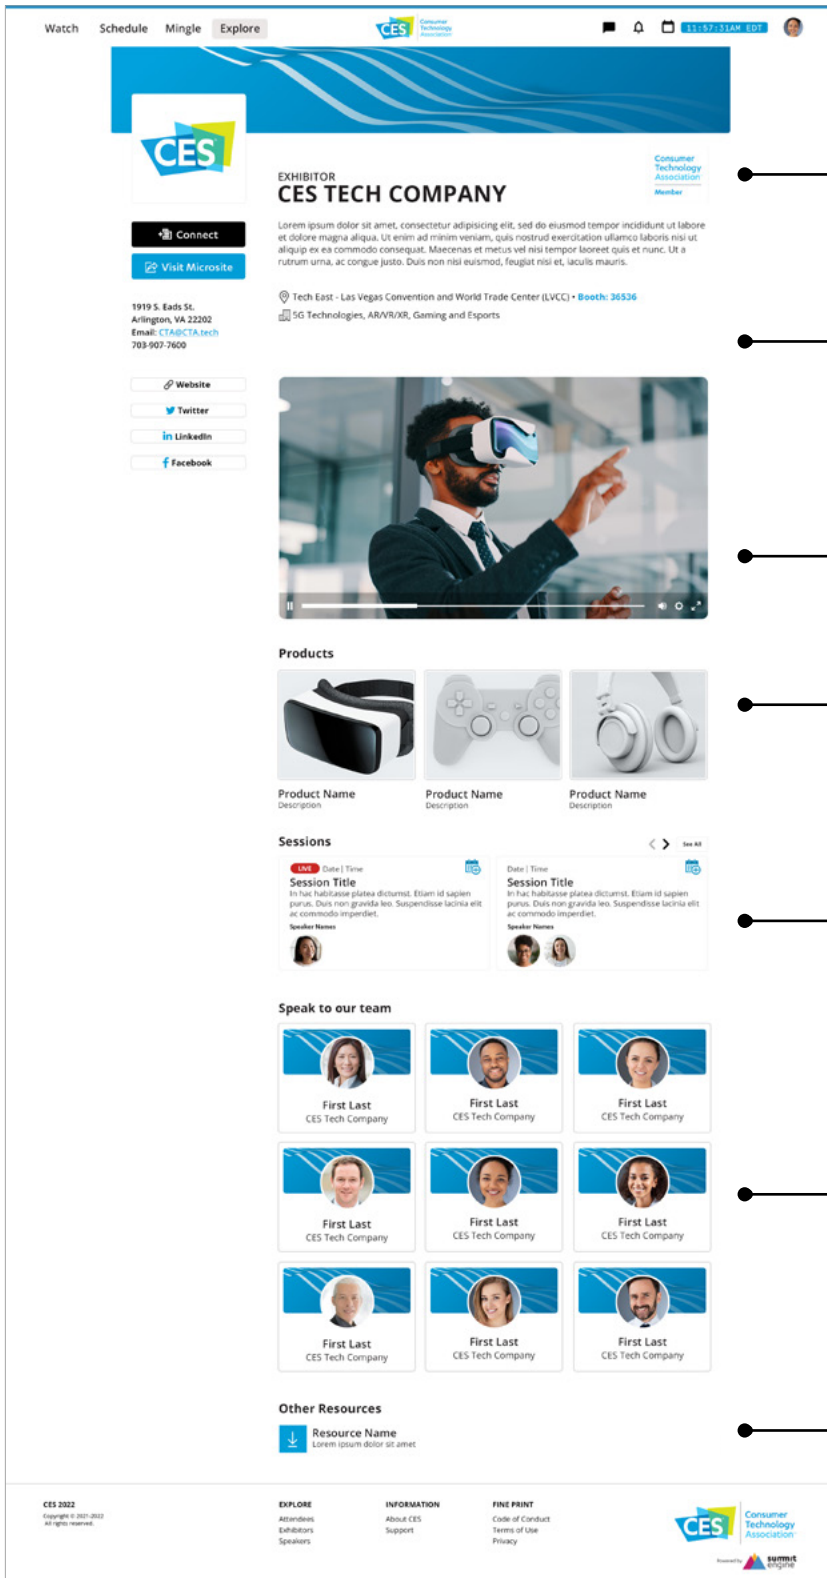 Watch Schedule Mingle Explore
CES Consumer Technology Association
11:57:31AM EDT
CES
Consumer
Technology
Association
Member
EXHIBITOR
CES TECH COMPANY
Connect
Visit Microsite
Lorem ipsum dolor sit amet, consectetur adipisicing elit, sed do eiusmod tempor incididunt ut labore
et dolore magna aliqua. Ut enim ad minim veniam, quis nostrud exercitation ullamco laboris nisi ut
aliquip ex ea commodo consequat. Maecenas et metus vel nisi tempor laoreet quis et nunc. Ut a
rutrum urna, ac congue justo. Duis non nisi euismod, feugiat nisi et, iaculis mauris.
Tech East - Las Vegas Convention and World Trade Center (LVCC) • Booth: 36536
5G Technologies, AR/VR/XR, Gaming and Esports
1919 S. Eads St.
Arlington, VA 22202
Email: CTA@CTA.tech
703-907-7600
Website
Twitter
LinkedIn
Facebook
Products
Product Name
Description
Product Name
Description
Product Name
Description
Sessions
See All
LIVE Date | Time
Session Title
In hac habitasse platea dictumst. Etiam id sapien
purus. Duis non gravida leo. Suspendisse lacinia elit
ac commodo imperdiet.
Speaker Names
Date | Time
Session Title
In hac habitasse platea dictumst. Etiam id sapien
purus. Duis non gravida leo. Suspendisse lacinia elit
ac commodo imperdiet.
Speaker Names
Speak to our team
First Last
CES Tech Company
First Last
CES Tech Company
First Last
CES Tech Company
First Last
CES Tech Company
First Last
CES Tech Company
First Last
CES Tech Company
First Last
CES Tech Company
First Last
CES Tech Company
First Last
CES Tech Company
Other Resources
Resource Name
Lorem ipsum dolor sit amet
CES 2022
Copyright © 2021-2022
All rights reserved.
EXPLORE
Attendees
Exhibitors
Speakers
INFORMATION
About CES
Support
FINE PRINT
Code of Conduct
Terms of Use
Privacy
CES
Consumer
Technology
Association
Powered by summit
engine